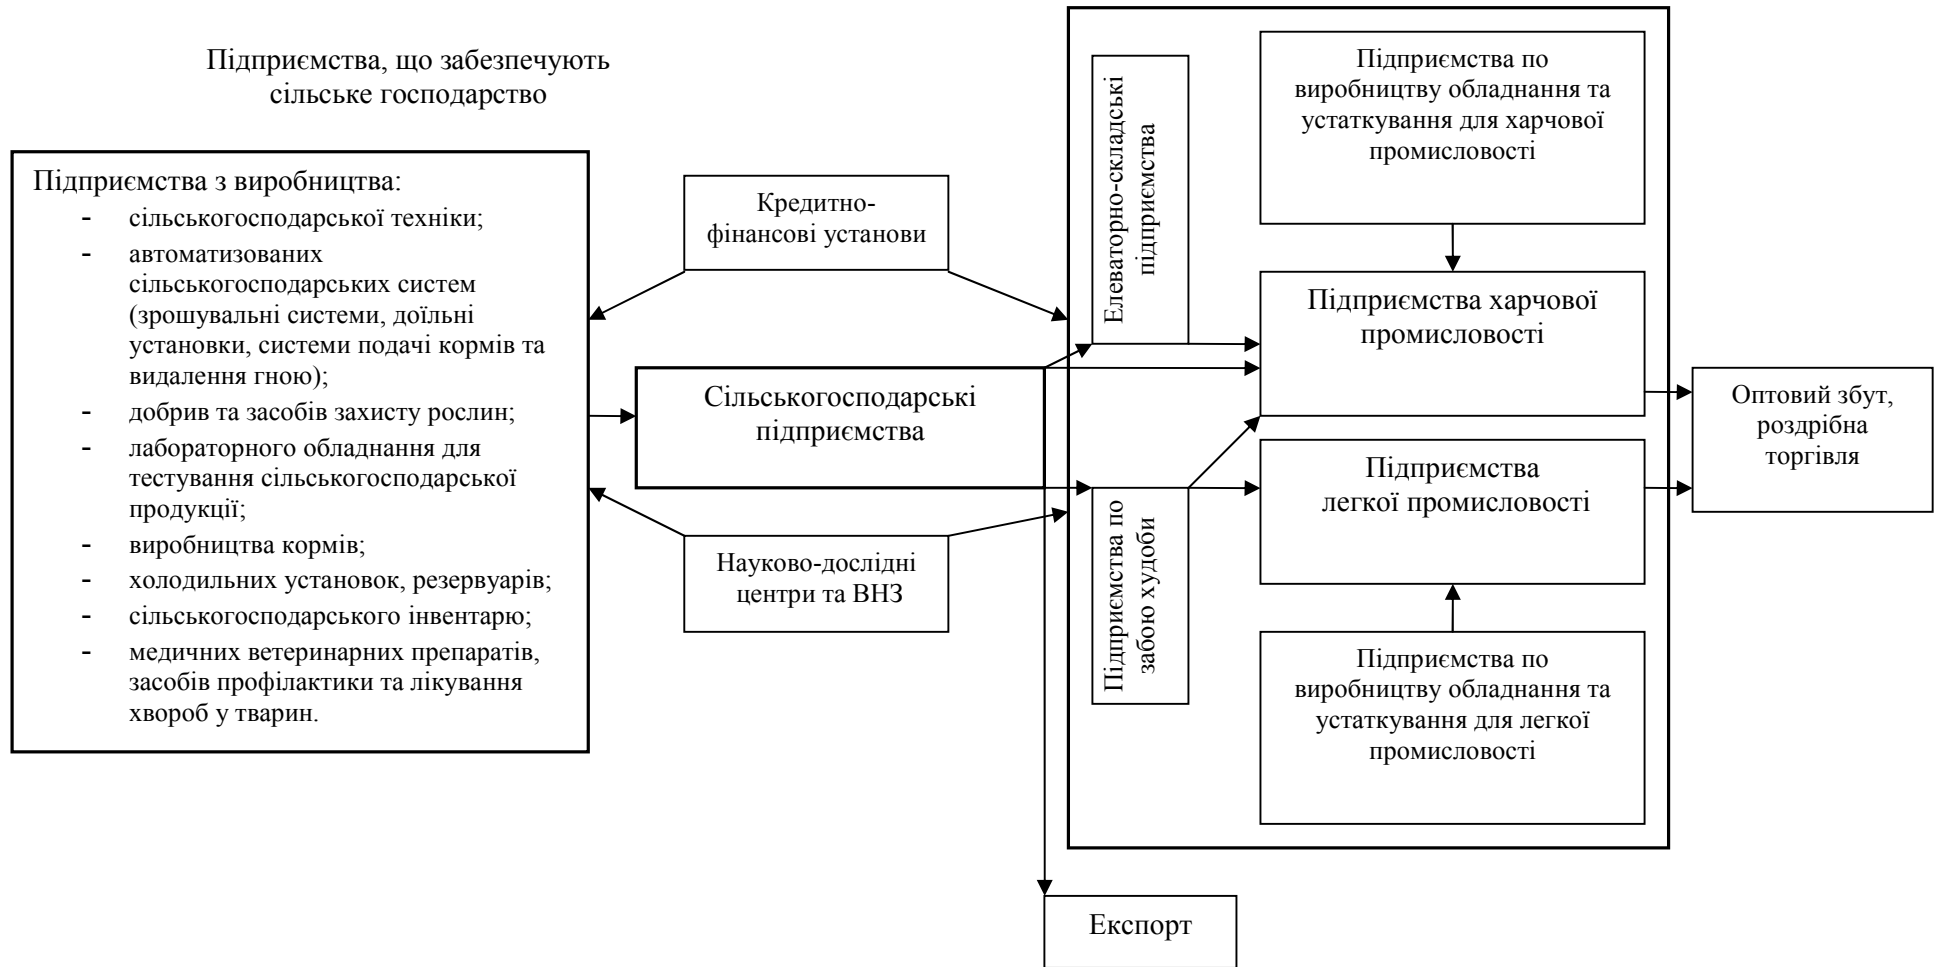 Підприємства, що забезпечують
сільське господарство
Підприємства з виробництва:
- сільськогосподарської техніки;
- автоматизованих
сільськогосподарських систем
(зрошувальні системи, доїльні
установки, системи подачі кормів та
видалення гною);
- добрив та засобів захисту рослин;
- лабораторного обладнання для
тестування сільськогосподарської
продукції;
- виробництва кормів;
- холодильних установок, резервуарів;
- сільськогосподарського інвентарю;
- медичних ветеринарних препаратів,
засобів профілактики та лікування
хвороб у тварин.
Кредитно-
фінансові установи
Сільськогосподарські
підприємства
Науково-дослідні
центри та ВНЗ
Елеваторно-складські
підприємства
Підприємства по
забою худоби
Підприємства по
виробництву обладнання та
устаткування для харчової
промисловості
Підприємства харчової
промисловості
Підприємства
легкої промисловості
Підприємства по
виробництву обладнання та
устаткування для легкої
промисловості
Оптовий збут,
роздрібна
торгівля
Експорт